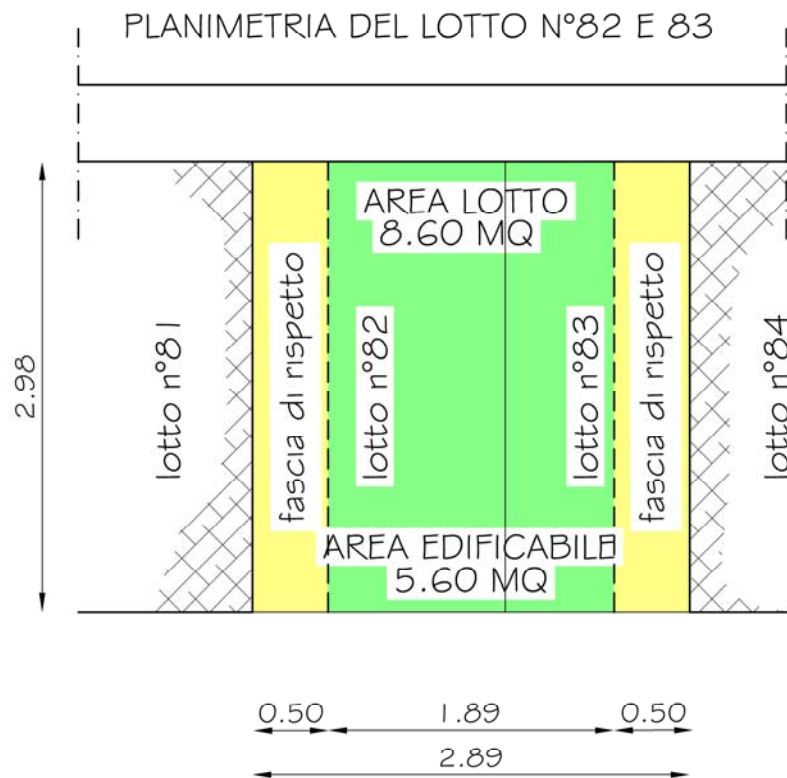 PLANIMETRIA DEL LOTTO N°82 E 83
AREA LOTTO
8.60 MQ
2.98
lotto n°81
fascia di rispetto
lotto n°82
lotto n°83
fascia di rispetto
lotto n°84
AREA EDIFICABILE
5.60 MQ
0.50
1.89
0.50
2.89